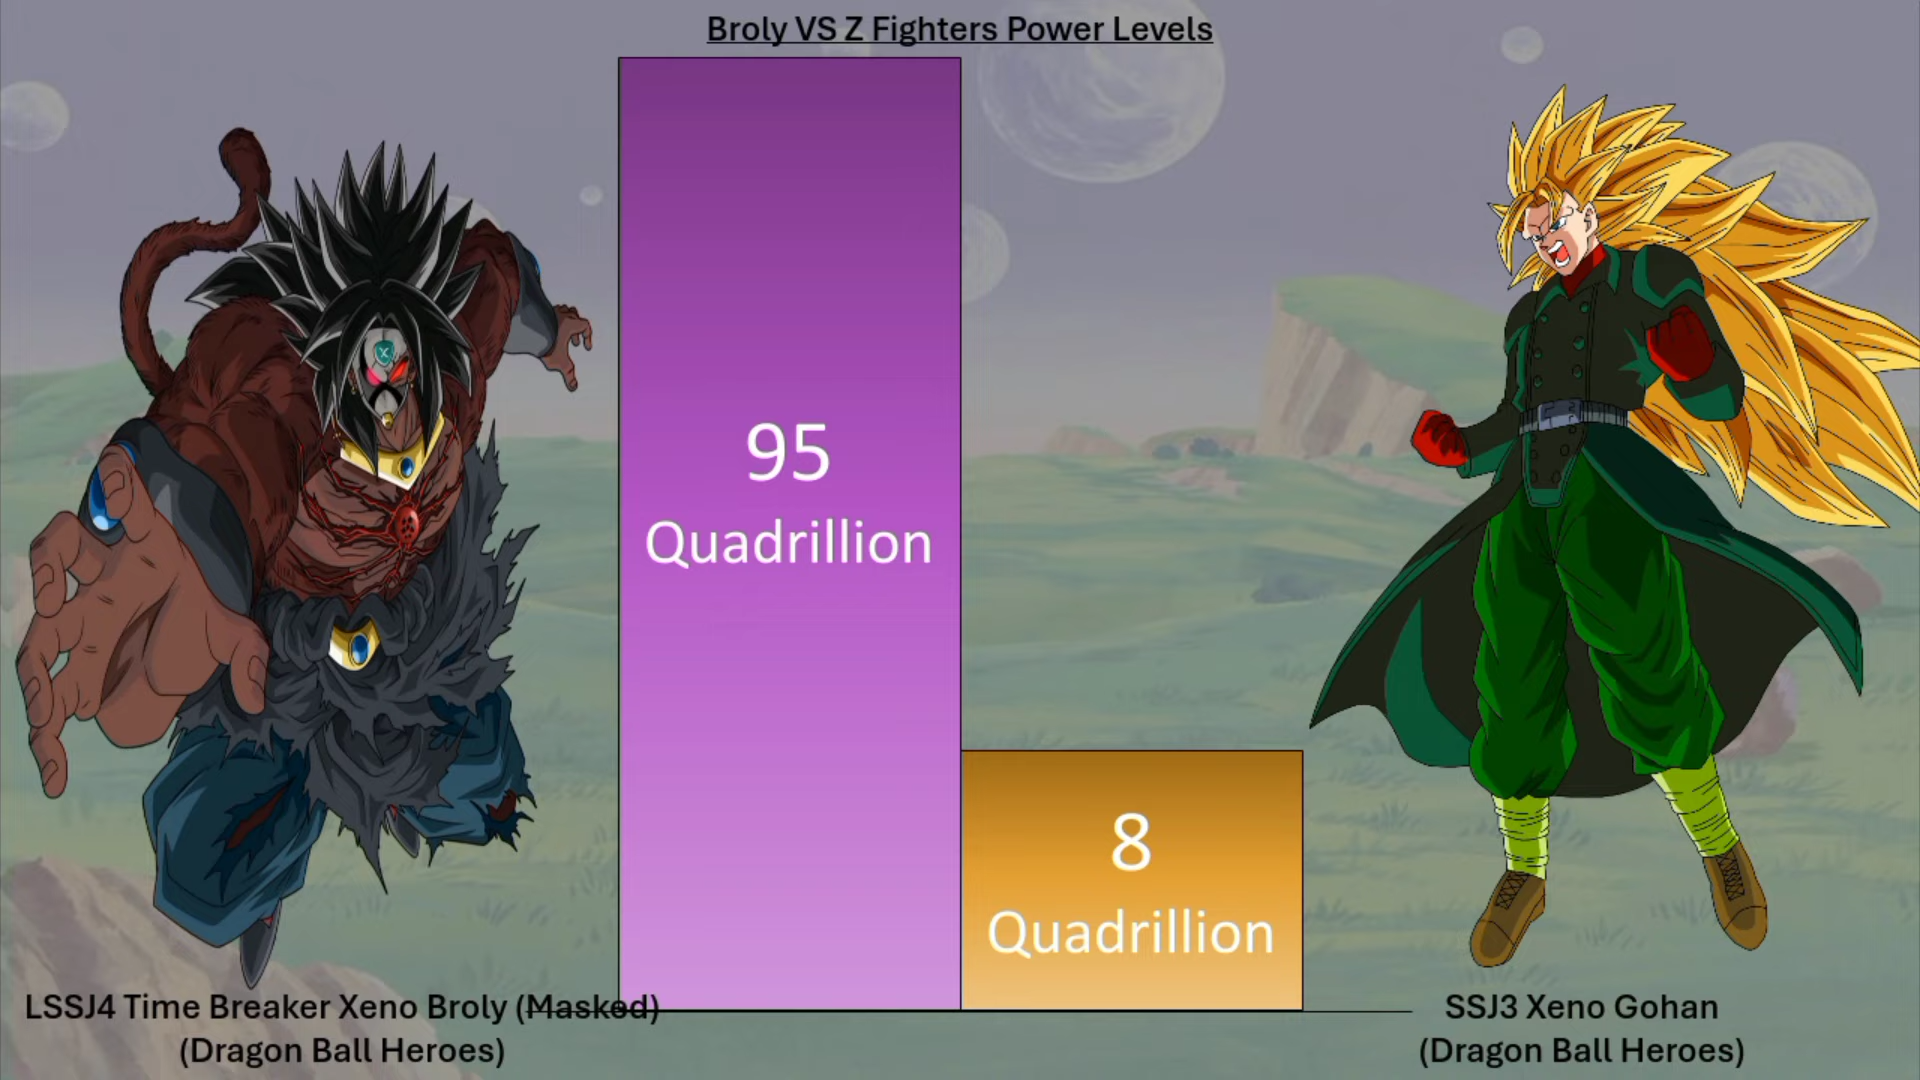 Broly VS Z Fighters Power Levels
95
Quadrillion
8
Quadrillion
LSSJ4 Time Breaker Xeno Broly (Masked)
(Dragon Ball Heroes)
SSJ3 Xeno Gohan
(Dragon Ball Heroes)